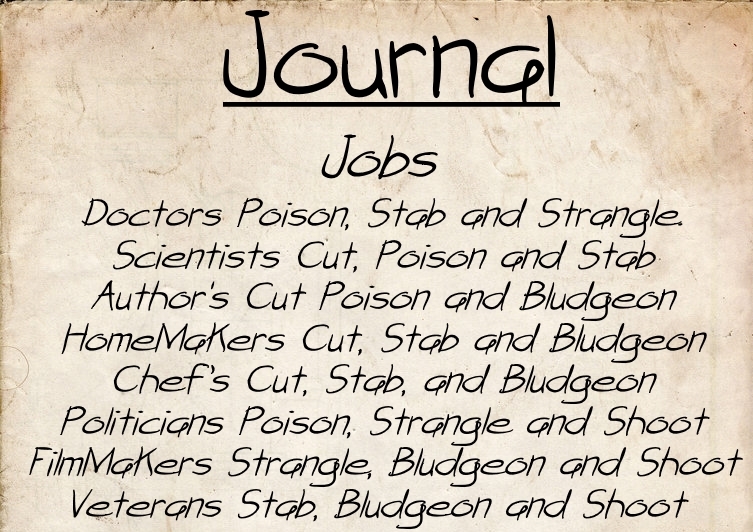 Journal
Jobs
Doctors Poison, Stab and Strangle.
Scientists Cut, Poison and Stab
Author's Cut Poison and Bludgeon
HomeMaKers Cut, Stab and Bludgeon
Chef's Cut, Stab, and Bludgeon
Politicians Poison, Strangle and Shoot
FilmMaKers Strangle, Bludgeon and Shoot
Veterans Stab, Bludgeon and Shoot